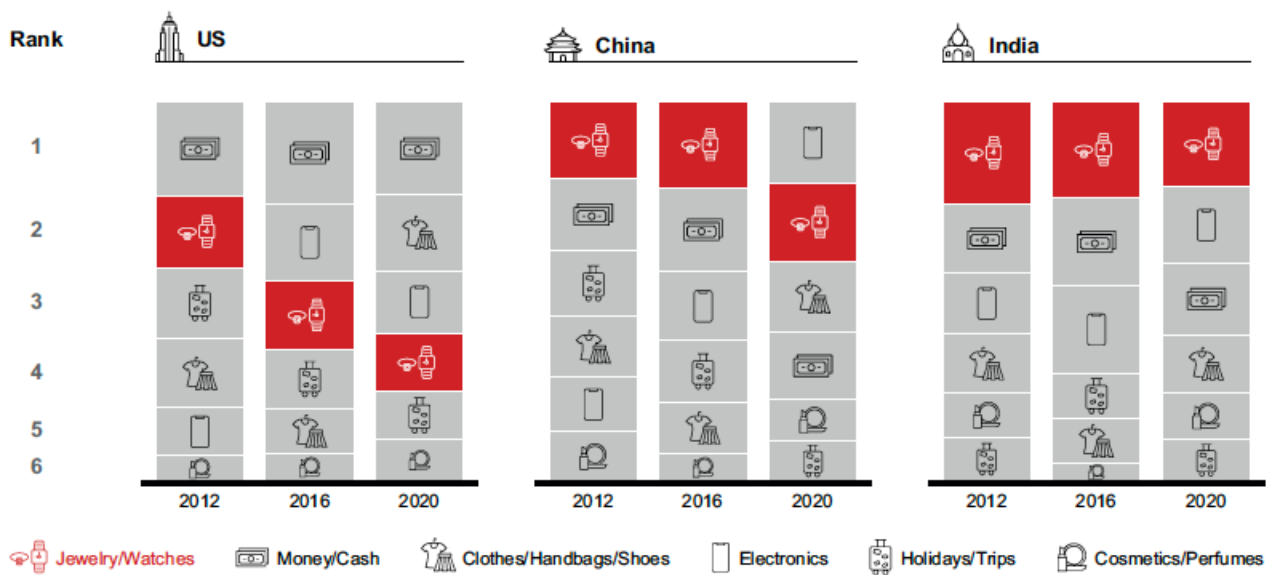 Rank
US
China
India
1
2
3
4
5
6
2012 2016 2020
2012 2016 2020
2012 2016 2020
Jewelry/Watches Money/Cash Clothes/Handbags/Shoes Electronics Holidays/Trips Cosmetics/Perfumes